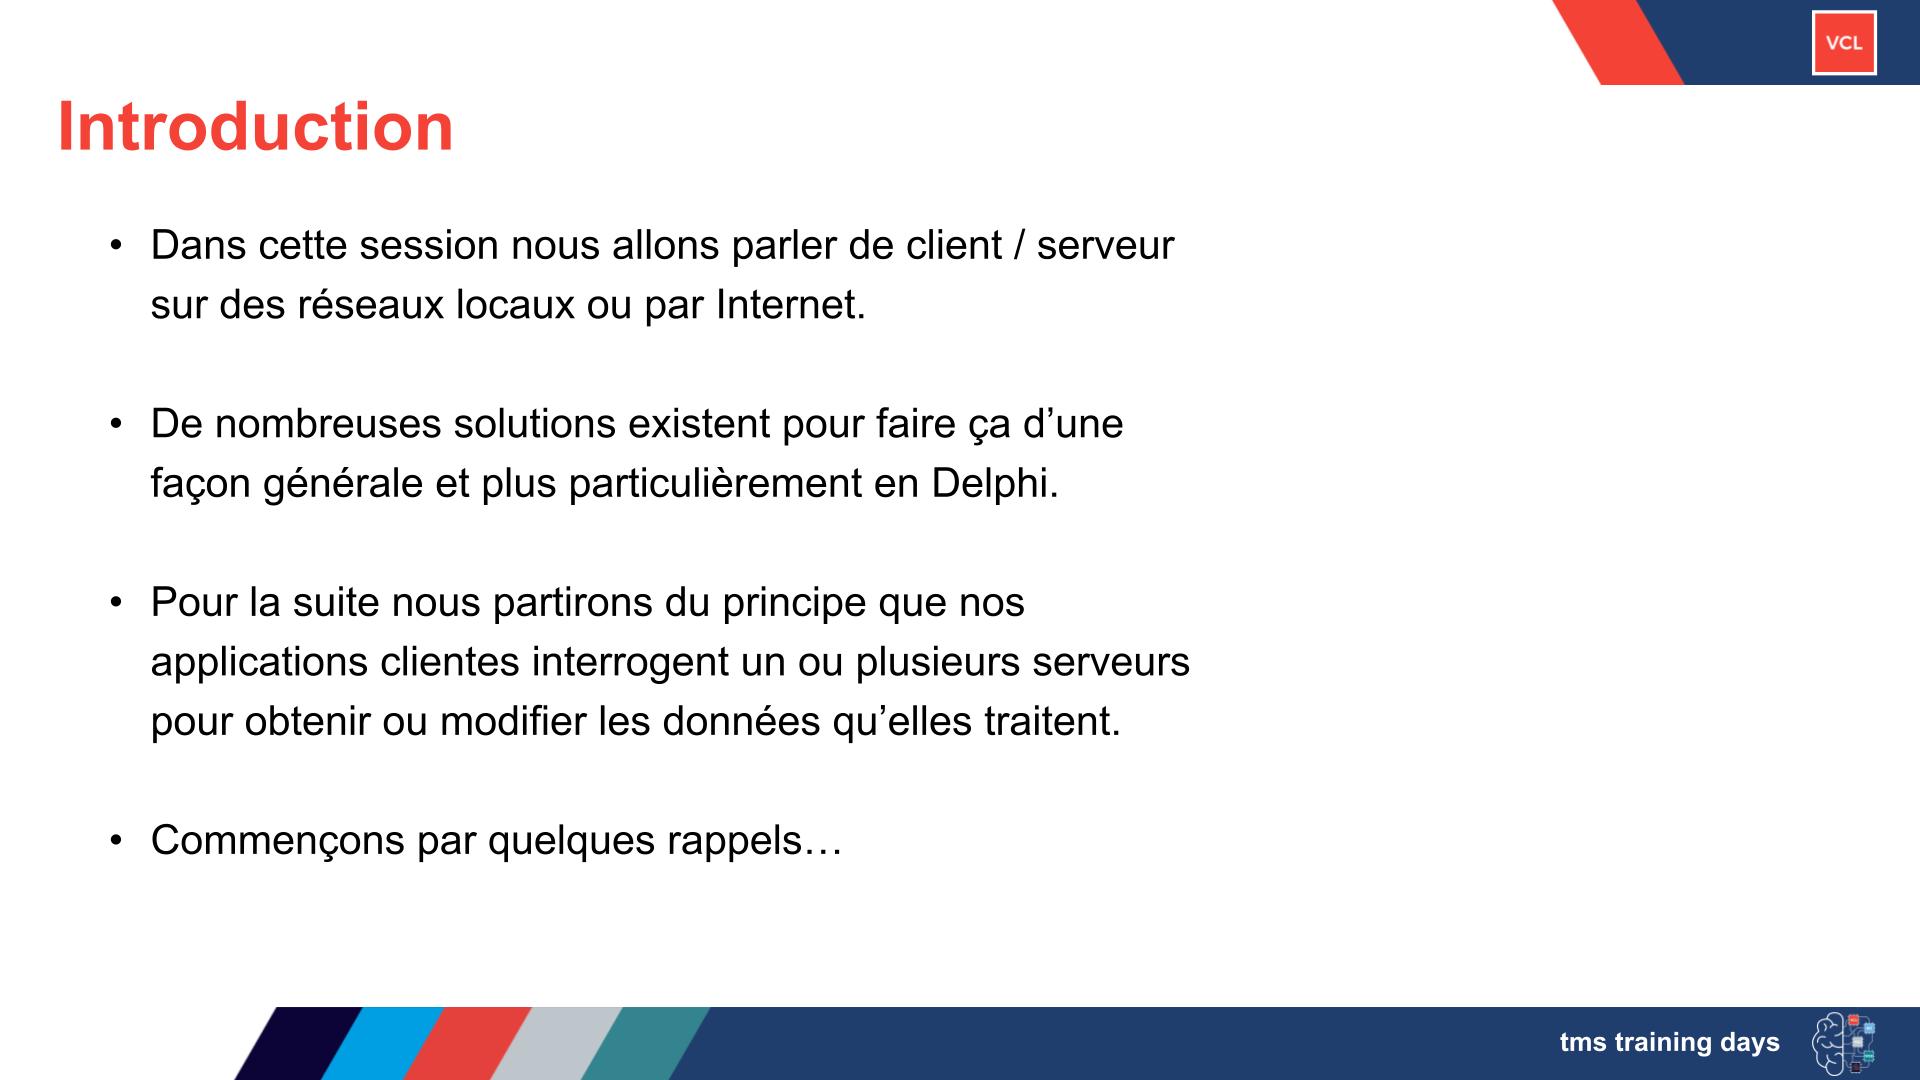 VCL
Introduction
• Dans cette session nous allons parler de client / serveur
sur des réseaux locaux ou par Internet.
• De nombreuses solutions existent pour faire ça d’une
façon générale et plus particulièrement en Delphi.
• Pour la suite nous partirons du principe que nos
applications clientes interrogent un ou plusieurs serveurs
pour obtenir ou modifier les données qu’elles traitent.
• Commençons par quelques rappels…
tms training days